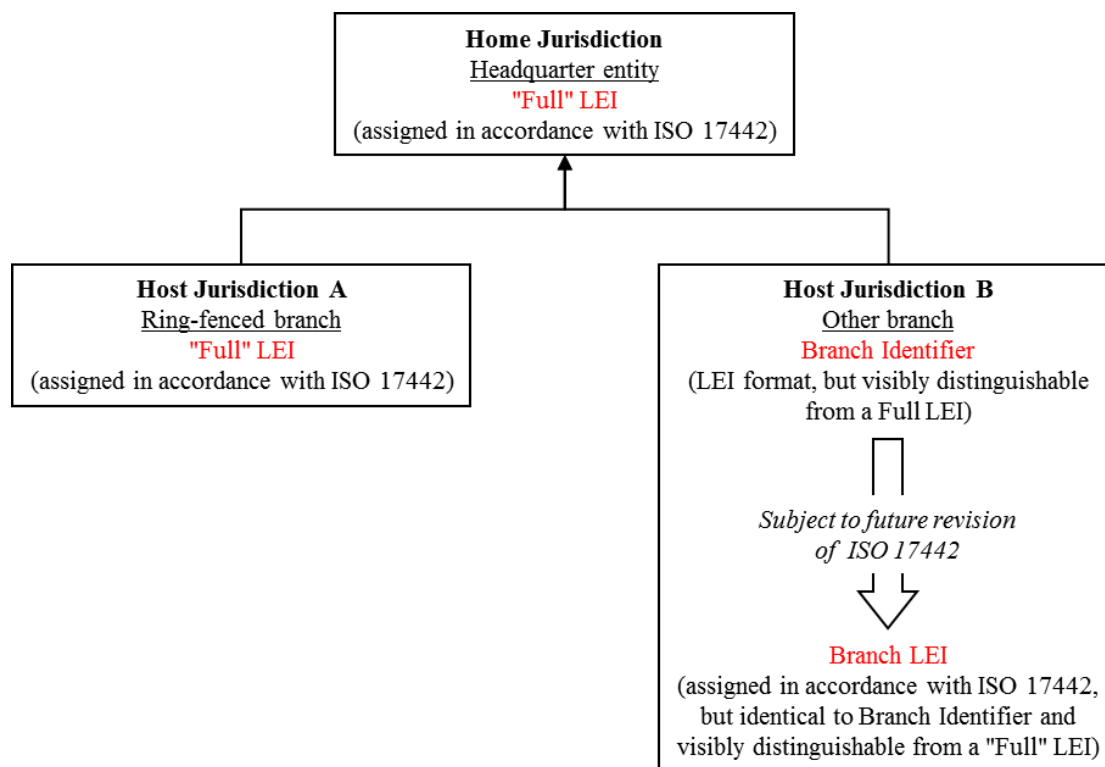 Home Jurisdiction
Headquarter entity
"Full" LEI
(assigned in accordance with ISO 17442)
Host Jurisdiction A
Ring-fenced branch
"Full" LEI
(assigned in accordance with ISO 17442)
Host Jurisdiction B
Other branch
Branch Identifier
(LEI format, but visibly distinguishable
from a Full LEI)
Subject to future revision
of ISO 17442
Branch LEI
(assigned in accordance with ISO 17442,
but identical to Branch Identifier and
visibly distinguishable from a "Full" LEI)